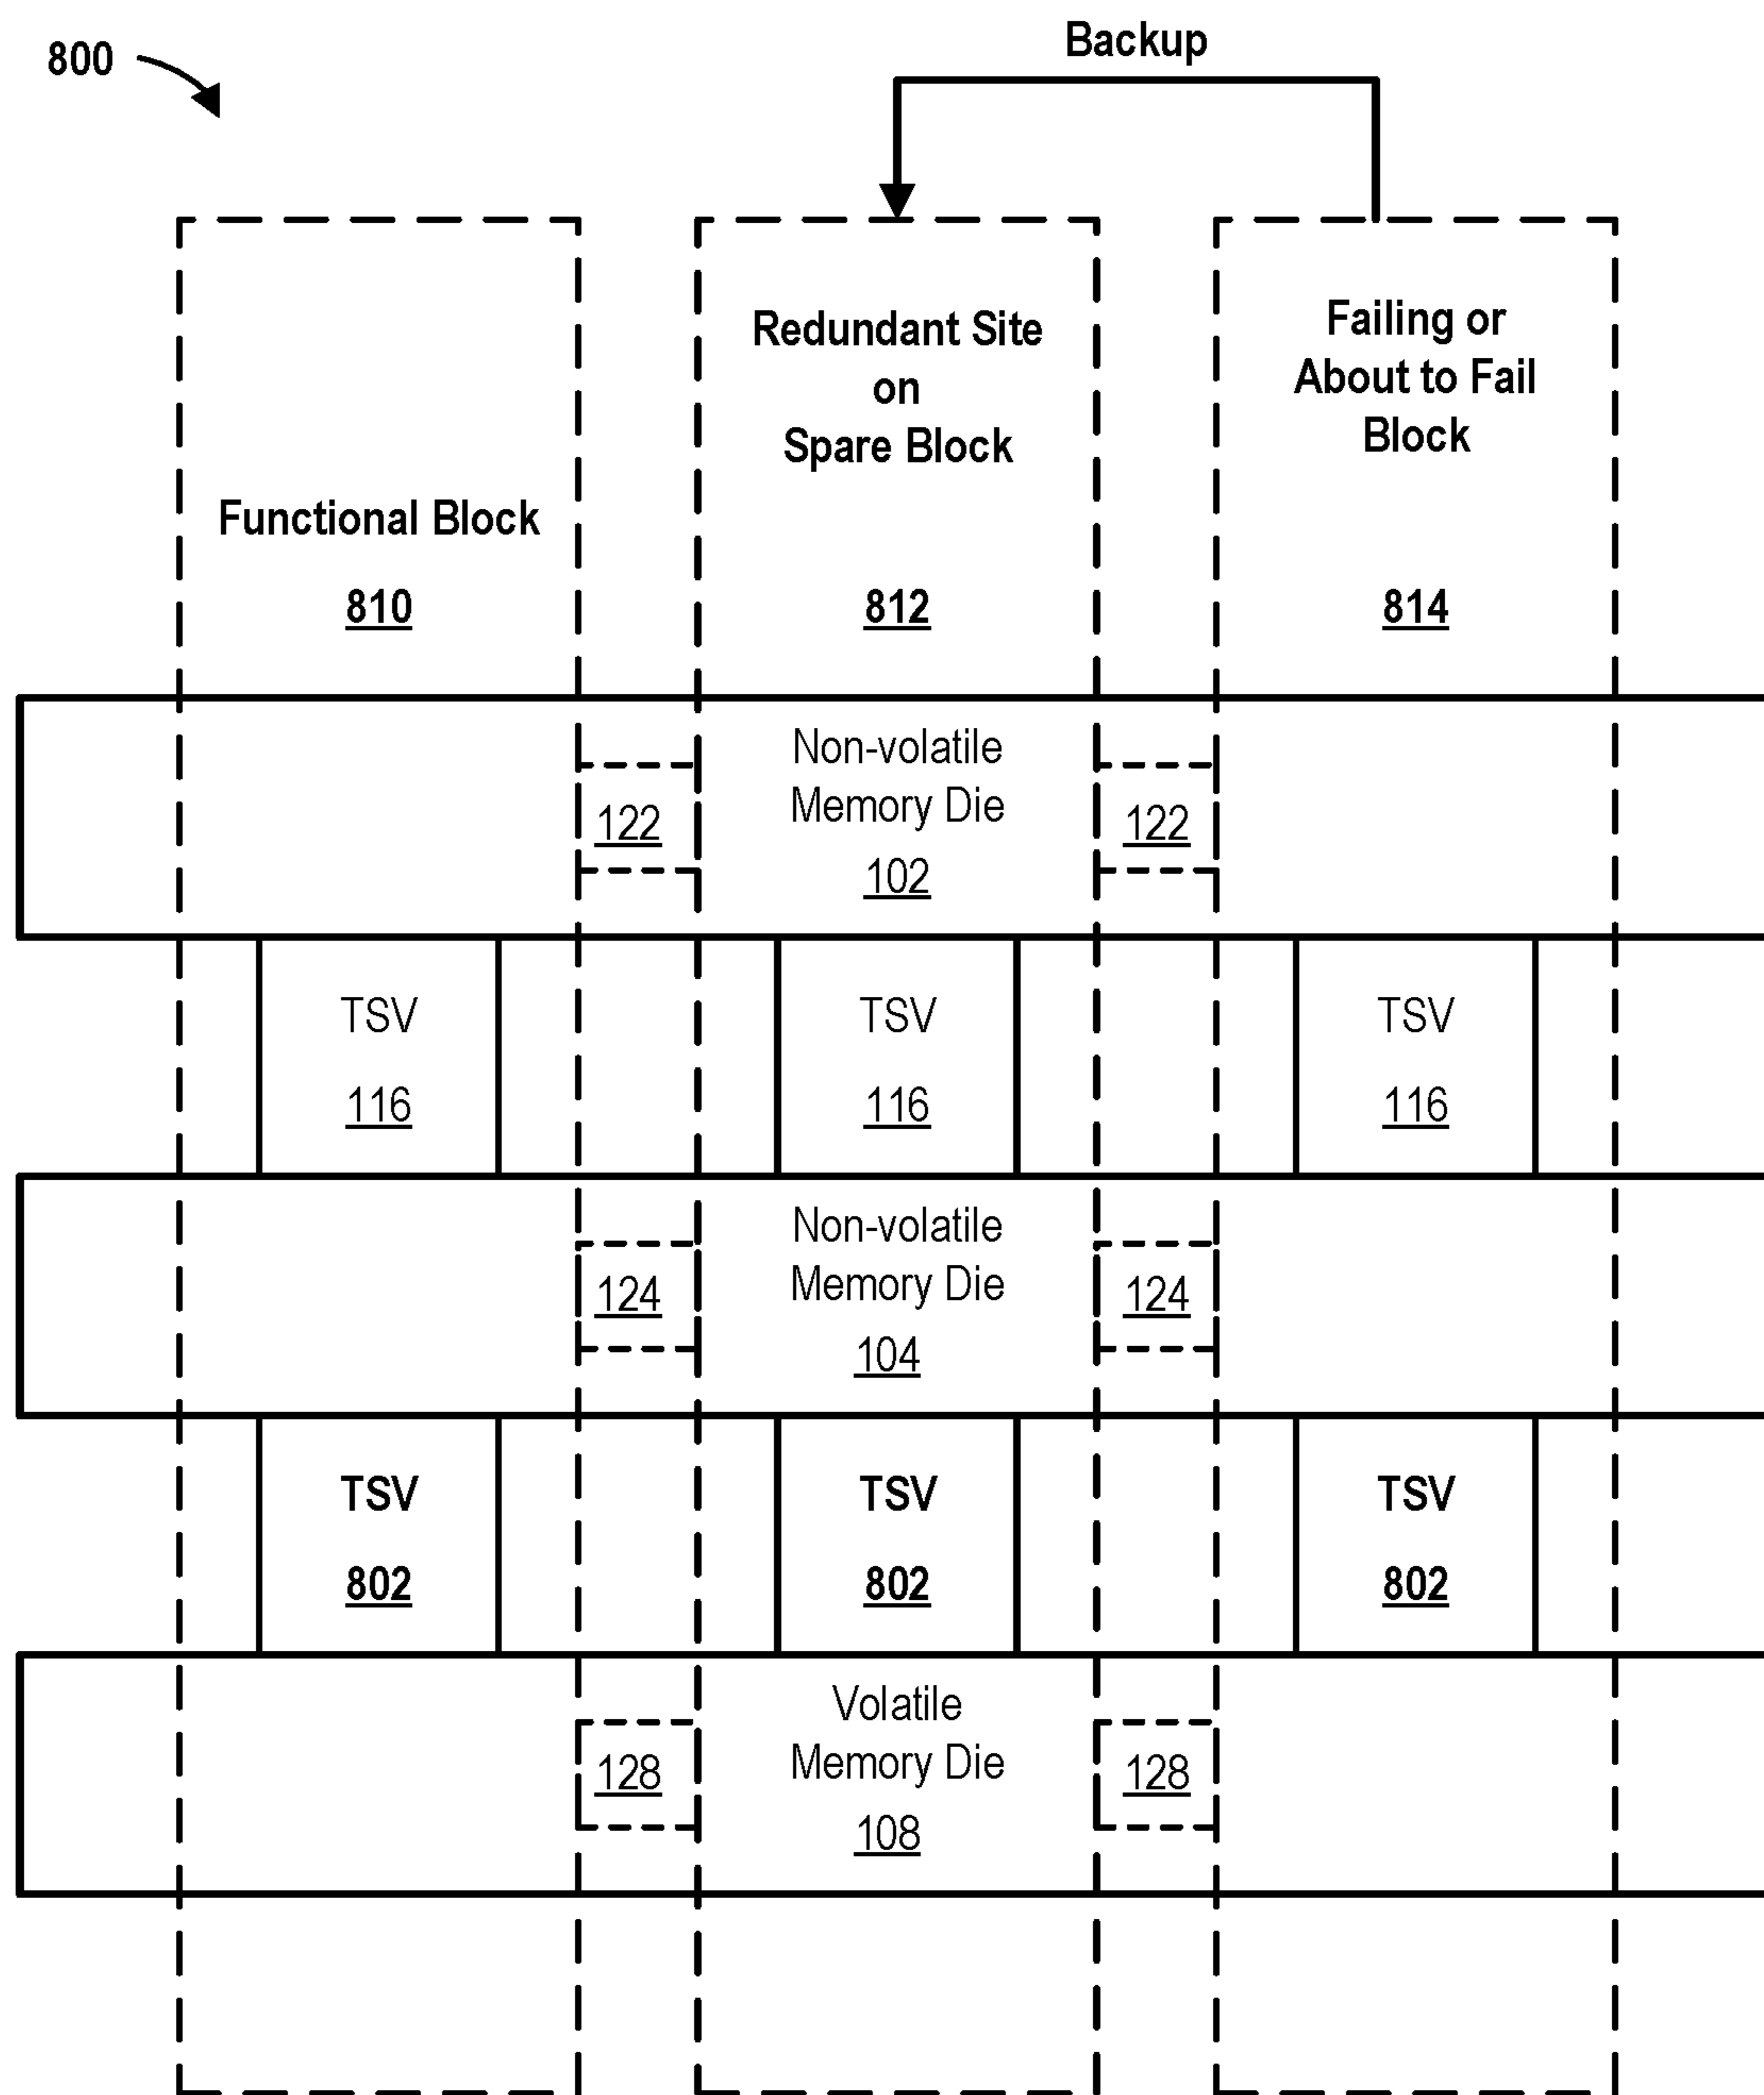 800
Backup
Functional Block
810
Redundant Site
on
Spare Block
812
Failing or
About to Fail
Block
814
Non-volatile
Memory Die
102
122
122
TSV
116
TSV
116
TSV
116
Non-volatile
Memory Die
104
124
124
TSV
802
TSV
802
TSV
802
Volatile
Memory Die
108
128
128